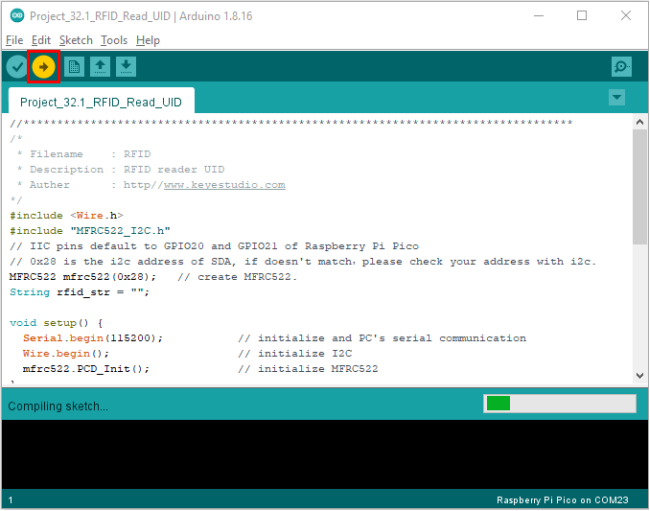 Project_32.1_RFID_Read_UID | Arduino 1.8.16
File Edit Sketch Tools Help
Project_32.1_RFID_Read_UID
//**********************************************************************************
/*
 * Filename    : RFID
 * Description : RFID reader UID
 * Auther      : http//www.keyestudio.com
*/
#include <Wire.h>
#include "MFRC522_I2C.h"
// IIC pins default to GPIO20 and GPIO21 of Raspberry Pi Pico
// 0x28 is the i2c address of SDA, if doesn't match，please check your address with i2c.
MFRC522 mfrc522(0x28);   // create MFRC522.
String rfid_str = "";
void setup() {
  Serial.begin(115200);           // initialize and PC's serial communication
  Wire.begin();                   // initialize I2C
  mfrc522.PCD_Init();             // initialize MFRC522
Compiling sketch...
1 Raspberry Pi Pico on COM23